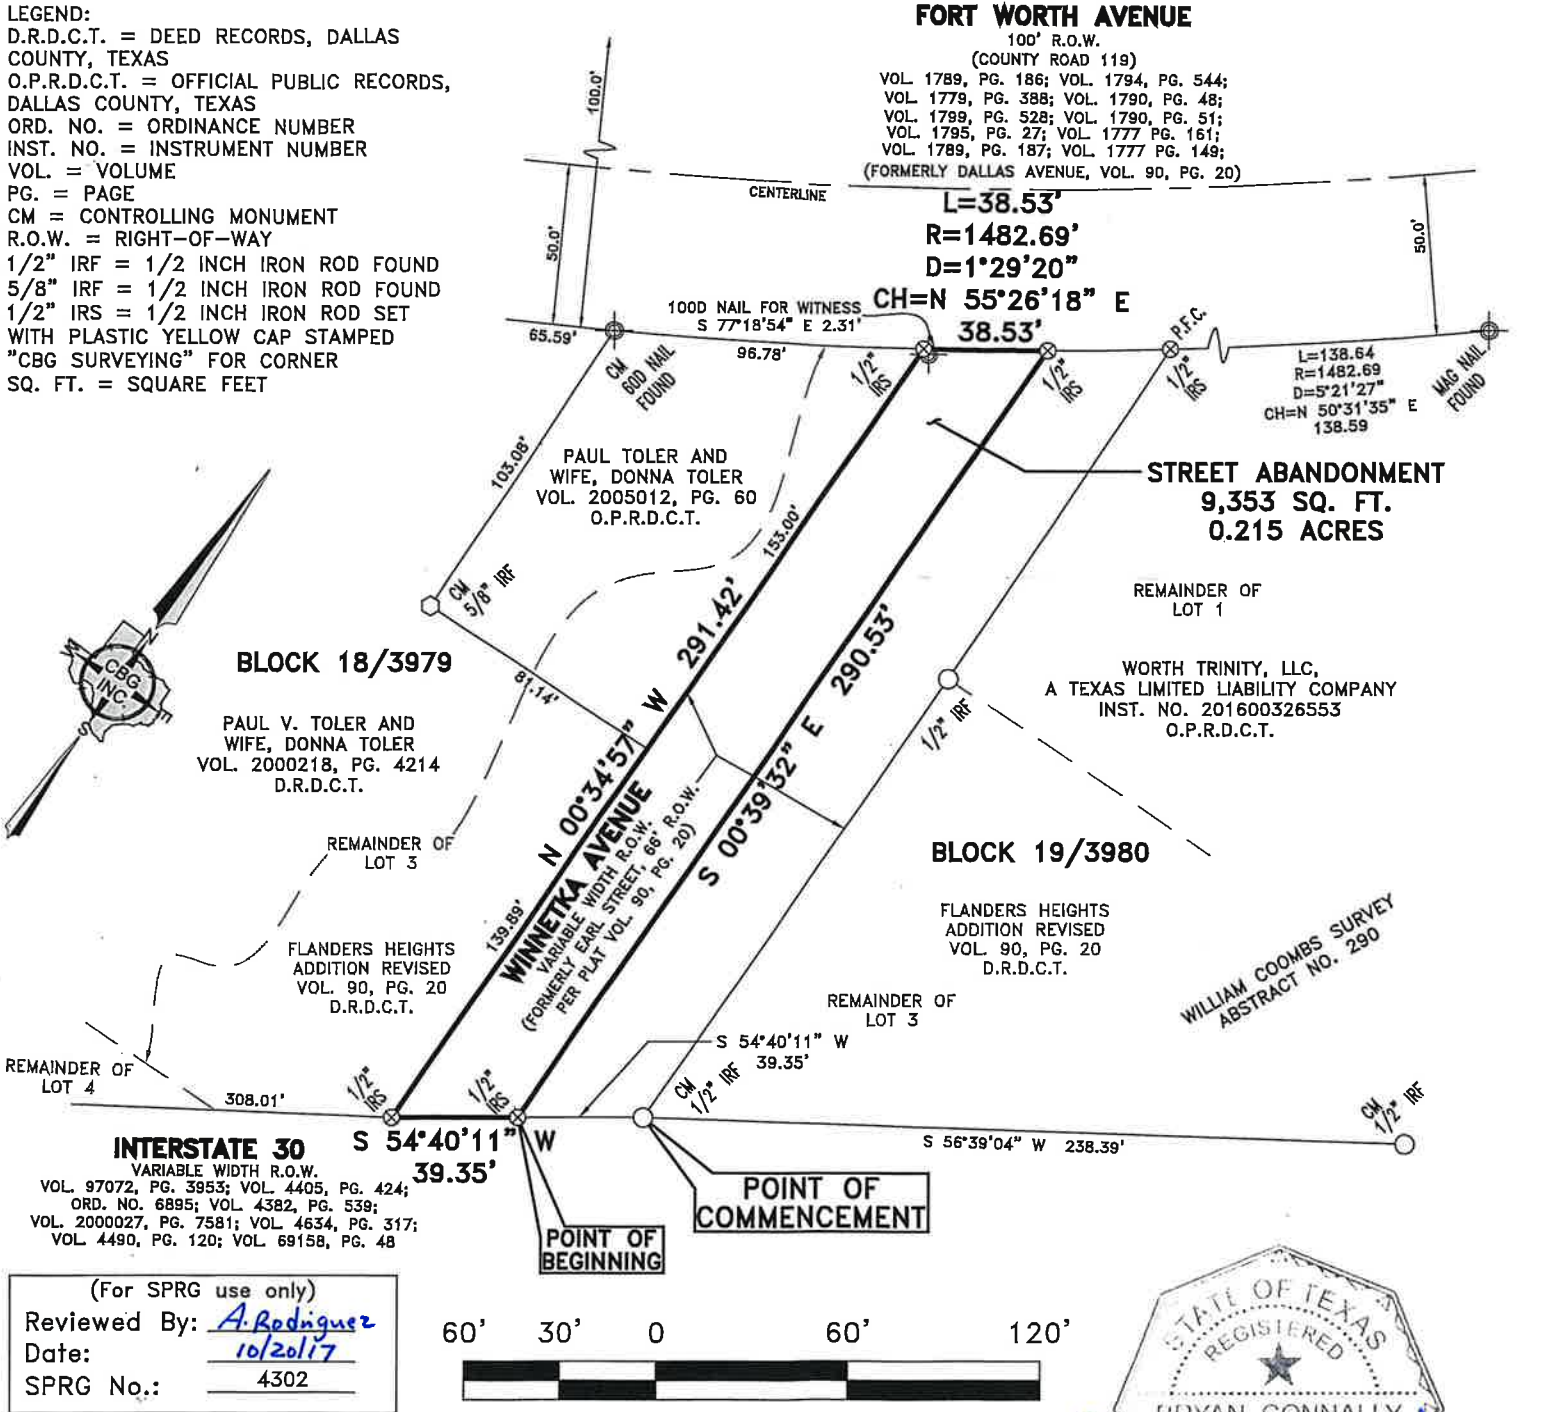 LEGEND:
D.R.D.C.T. = DEED RECORDS, DALLAS
COUNTY, TEXAS
O.P.R.D.C.T. = OFFICIAL PUBLIC RECORDS,
DALLAS COUNTY, TEXAS
ORD. NO. = ORDINANCE NUMBER
INST. NO. = INSTRUMENT NUMBER
VOL. = VOLUME
PG. = PAGE
CM = CONTROLLING MONUMENT
R.O.W. = RIGHT-OF-WAY
1/2" IRF = 1/2 INCH IRON ROD FOUND
5/8" IRF = 1/2 INCH IRON ROD FOUND
1/2" IRS = 1/2 INCH IRON ROD SET
WITH PLASTIC YELLOW CAP STAMPED
"CBG SURVEYING" FOR CORNER
SQ. FT. = SQUARE FEET
FORT WORTH AVENUE
100' R.O.W.
(COUNTY ROAD 119)
VOL. 1789, PG. 186; VOL. 1794, PG. 544;
VOL. 1779, PG. 388; VOL. 1790, PG. 48;
VOL. 1799, PG. 528; VOL. 1790, PG. 51;
VOL. 1795, PG. 27; VOL. 1777 PG. 161;
VOL. 1789, PG. 187; VOL. 1777 PG. 149;
(FORMERLY DALLAS AVENUE, VOL. 90, PG. 20)
100.0'
CENTERLINE
50.0'
50.0'
L=38.53'
R=1482.69'
D=1°29'20"
CH=N 55°26'18" E
38.53'
100D NAIL FOR WITNESS
S 77°18'54" E 2.31'
65.59'
96.78'
CM
60D NAIL
FOUND
1/2"
IRS
1/2"
IRS
P.F.C.
1/2"
IRS
L=138.64
R=1482.69
D=5°21'27"
CH=N 50°31'35" E
138.59
MAG NAIL
FOUND
103.08'
PAUL TOLER AND
WIFE, DONNA TOLER
VOL. 2005012, PG. 60
O.P.R.D.C.T.
153.00'
STREET ABANDONMENT
9,353 SQ. FT.
0.215 ACRES
CM
5/8" IRF
REMAINDER OF
LOT 1
N
W
CBG
INC.
E
S
BLOCK 18/3979
81.14'
N 00°34'57" W 291.42'
S 00°39'32" E 290.53'
WORTH TRINITY, LLC,
A TEXAS LIMITED LIABILITY COMPANY
INST. NO. 201600326553
O.P.R.D.C.T.
1/2" IRF
PAUL V. TOLER AND
WIFE, DONNA TOLER
VOL. 2000218, PG. 4214
D.R.D.C.T.
WINNETKA AVENUE
VARIABLE WIDTH R.O.W.
(FORMERLY EARL STREET, 66' R.O.W.
PER PLAT VOL. 90, PG. 20)
REMAINDER OF
LOT 3
BLOCK 19/3980
139.89'
FLANDERS HEIGHTS
ADDITION REVISED
VOL. 90, PG. 20
D.R.D.C.T.
FLANDERS HEIGHTS
ADDITION REVISED
VOL. 90, PG. 20
D.R.D.C.T.
WILLIAM COOMBS SURVEY
ABSTRACT NO. 290
REMAINDER OF
LOT 3
REMAINDER OF
LOT 4
S 54°40'11" W
39.35'
308.01'
1/2"
IRS
1/2"
IRS
CM
1/2" IRF
CM
1/2" IRF
S 54°40'11" W
39.35'
S 56°39'04" W 238.39'
INTERSTATE 30
VARIABLE WIDTH R.O.W.
VOL. 97072, PG. 3953; VOL. 4405, PG. 424;
ORD. NO. 6895; VOL. 4382, PG. 539;
VOL. 2000027, PG. 7581; VOL. 4634, PG. 317;
VOL. 4490, PG. 120; VOL. 69158, PG. 48
POINT OF
COMMENCEMENT
POINT OF
BEGINNING
(For SPRG use only)
Reviewed By: A. Rodriguez
Date: 10/20/17
SPRG No.: 4302
60' 30' 0 60' 120'
STATE OF TEXAS
REGISTERED
BRYAN CONNALLY